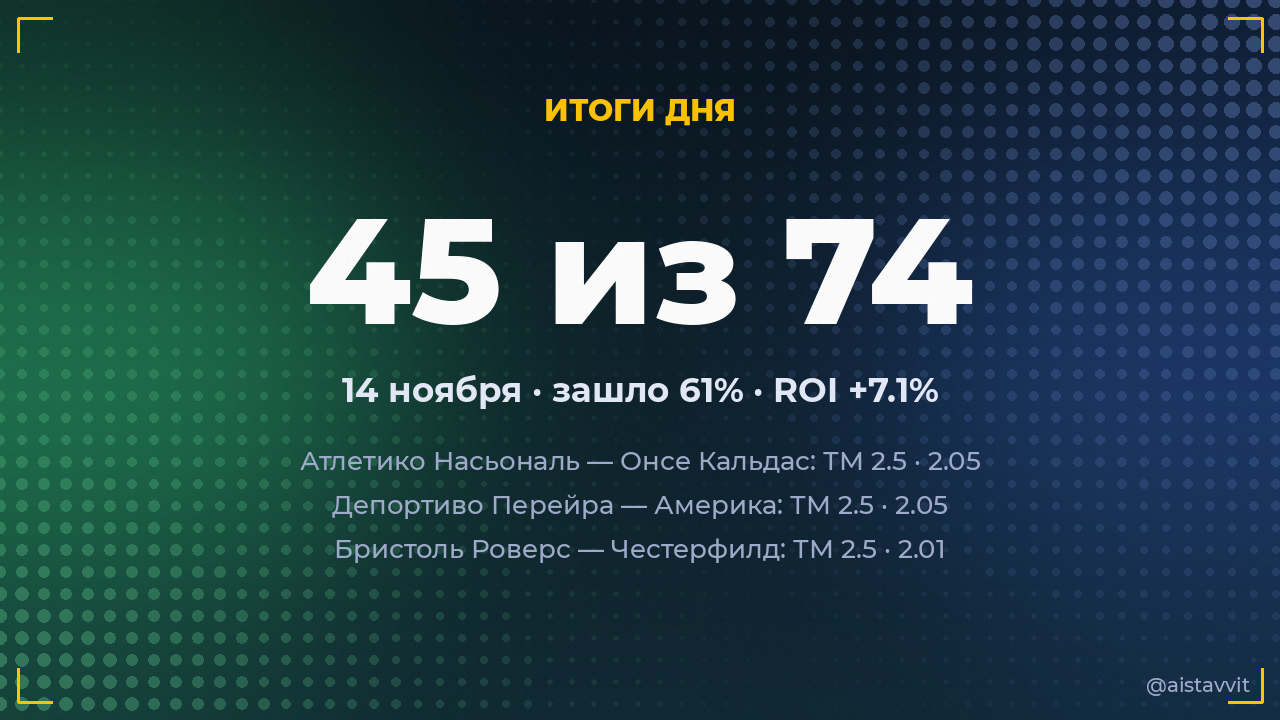 ИТОГИ ДНЯ
45 из 74
14 ноября · зашло 61% · ROI +7.1%
Атлетико Насьональ — Онсе Кальдас: ТМ 2.5 · 2.05
Депортиво Перейра — Америка: ТМ 2.5 · 2.05
Бристоль Роверс — Честерфилд: ТМ 2.5 · 2.01
@aistavvit